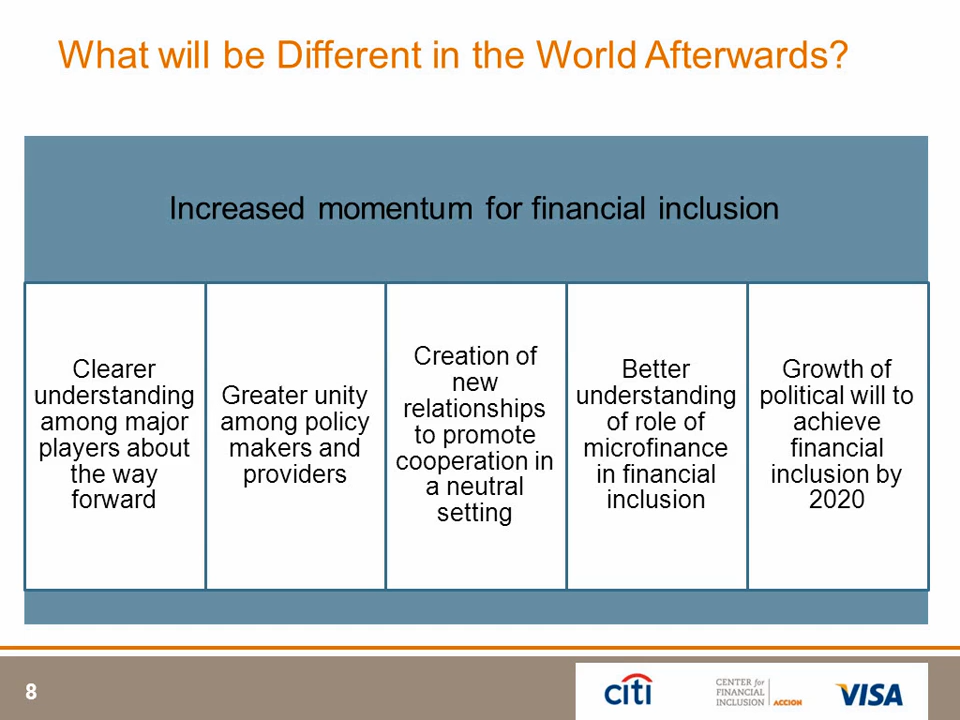 What will be Different in the World Afterwards?
Increased momentum for financial inclusion
Clearer
understanding
among major
players about
the way
forward
Greater unity
among policy
makers and
providers
Creation of
new
relationships
to promote
cooperation in
a neutral
setting
Better
understanding
of role of
microfinance
in financial
inclusion
Growth of
political will to
achieve
financial
inclusion by
2020
8
citi
CENTER for
FINANCIAL
INCLUSION
ACCION
VISA